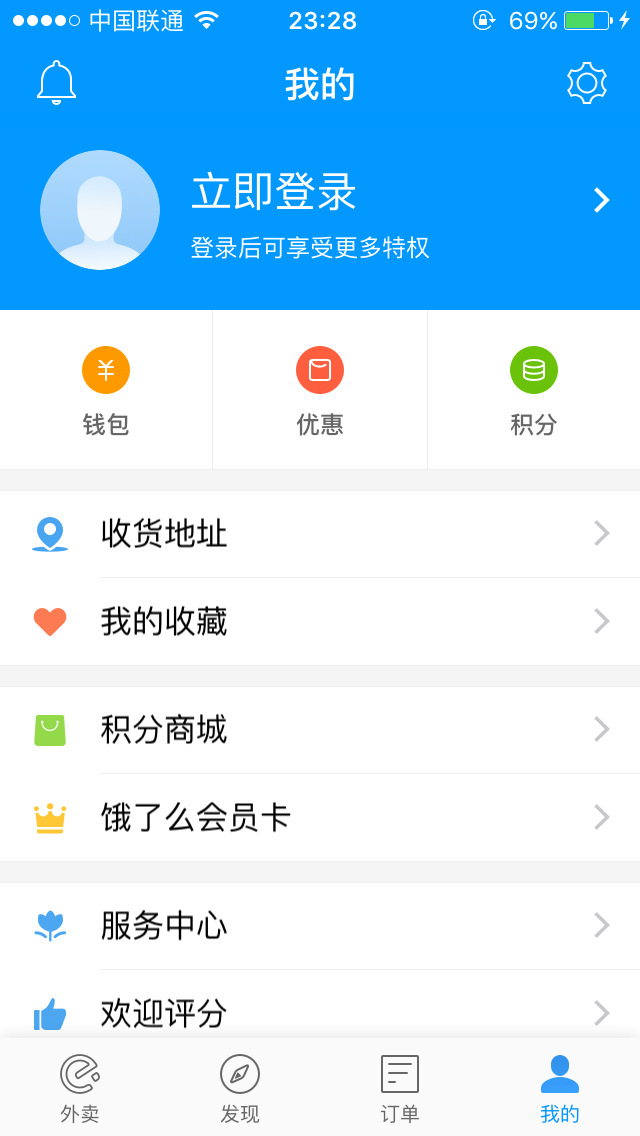 中国联通 23:28 69%
我的
立即登录
登录后可享受更多特权
钱包 优惠 积分
收货地址
我的收藏
积分商城
饿了么会员卡
服务中心
欢迎评分
外卖 发现 订单 我的